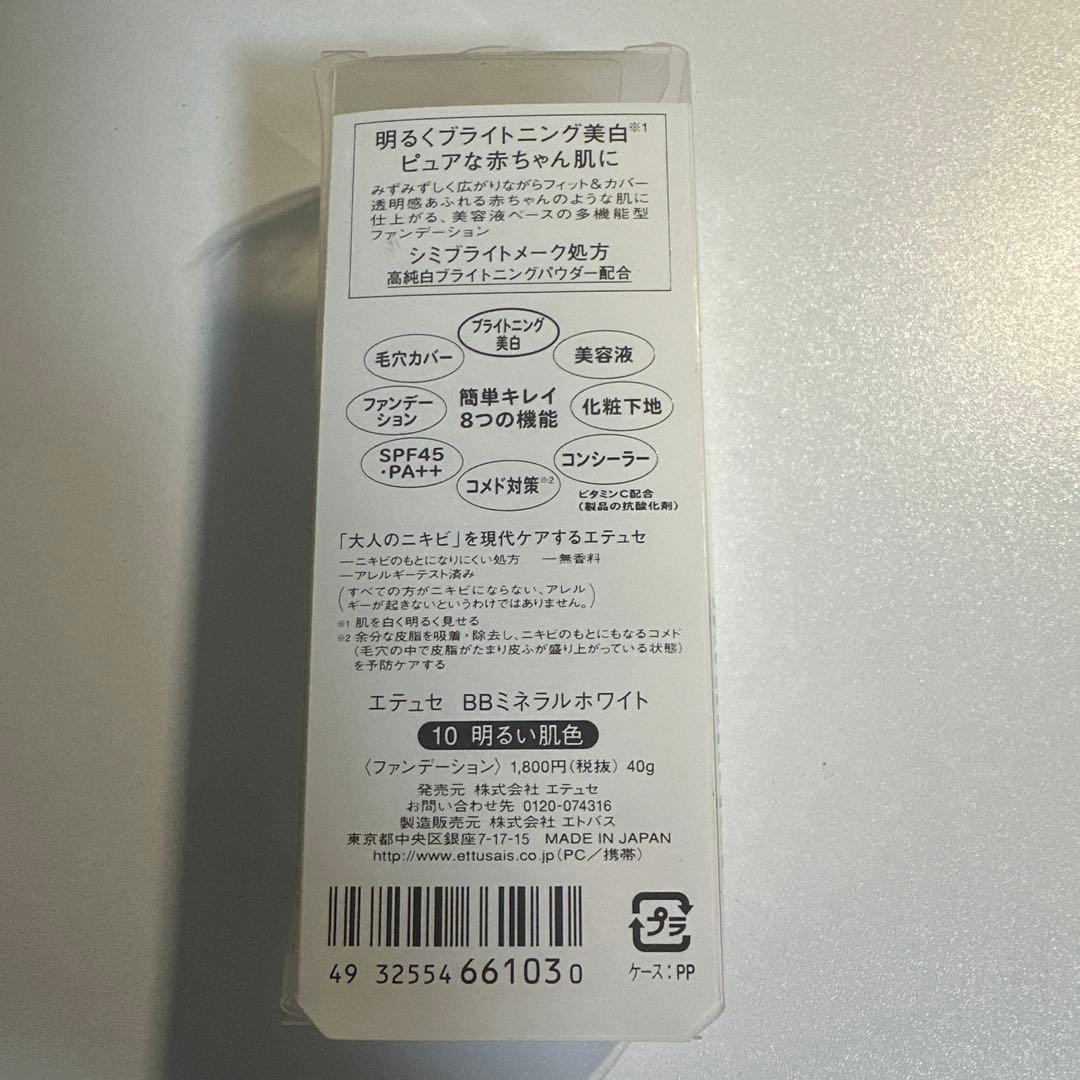 明るくブライトニング美白※1
ピュアな赤ちゃん肌に
みずみずしく広がりながらフィット&カバー
透明感あふれる赤ちゃんのような肌に
仕上がる、美容液ベースの多機能型
ファンデーション
シミブライトメーク処方
高純白ブライトニングパウダー配合
ブライトニング
美白
毛穴カバー
美容液
ファンデー
ション
簡単キレイ
8つの機能
化粧下地
SPF45
・PA++
コメド対策※2
コンシーラー
ビタミンC配合
(製品の抗酸化剤)
「大人のニキビ」を現代ケアするエテュセ
—ニキビのもとになりにくい処方 —無香料
—アレルギーテスト済み
(すべての方がニキビにならない、アレル
ギーが起きないというわけではありません。)
※1 肌を白く明るく見せる
※2 余分な皮脂を吸着・除去し、ニキビのもとにもなるコメド
(毛穴の中で皮脂がたまり皮ふが盛り上がっている状態)
を予防ケアする
エテュセ BBミネラルホワイト
10 明るい肌色
〈ファンデーション〉 1,800円(税抜) 40g
発売元 株式会社 エテュセ
お問い合わせ先 0120-074316
製造販売元 株式会社 エトバス
東京都中央区銀座7-17-15 MADE IN JAPAN
http://www.ettusais.co.jp(PC/携帯)
49 32554 66103 0
プラ
ケース:PP